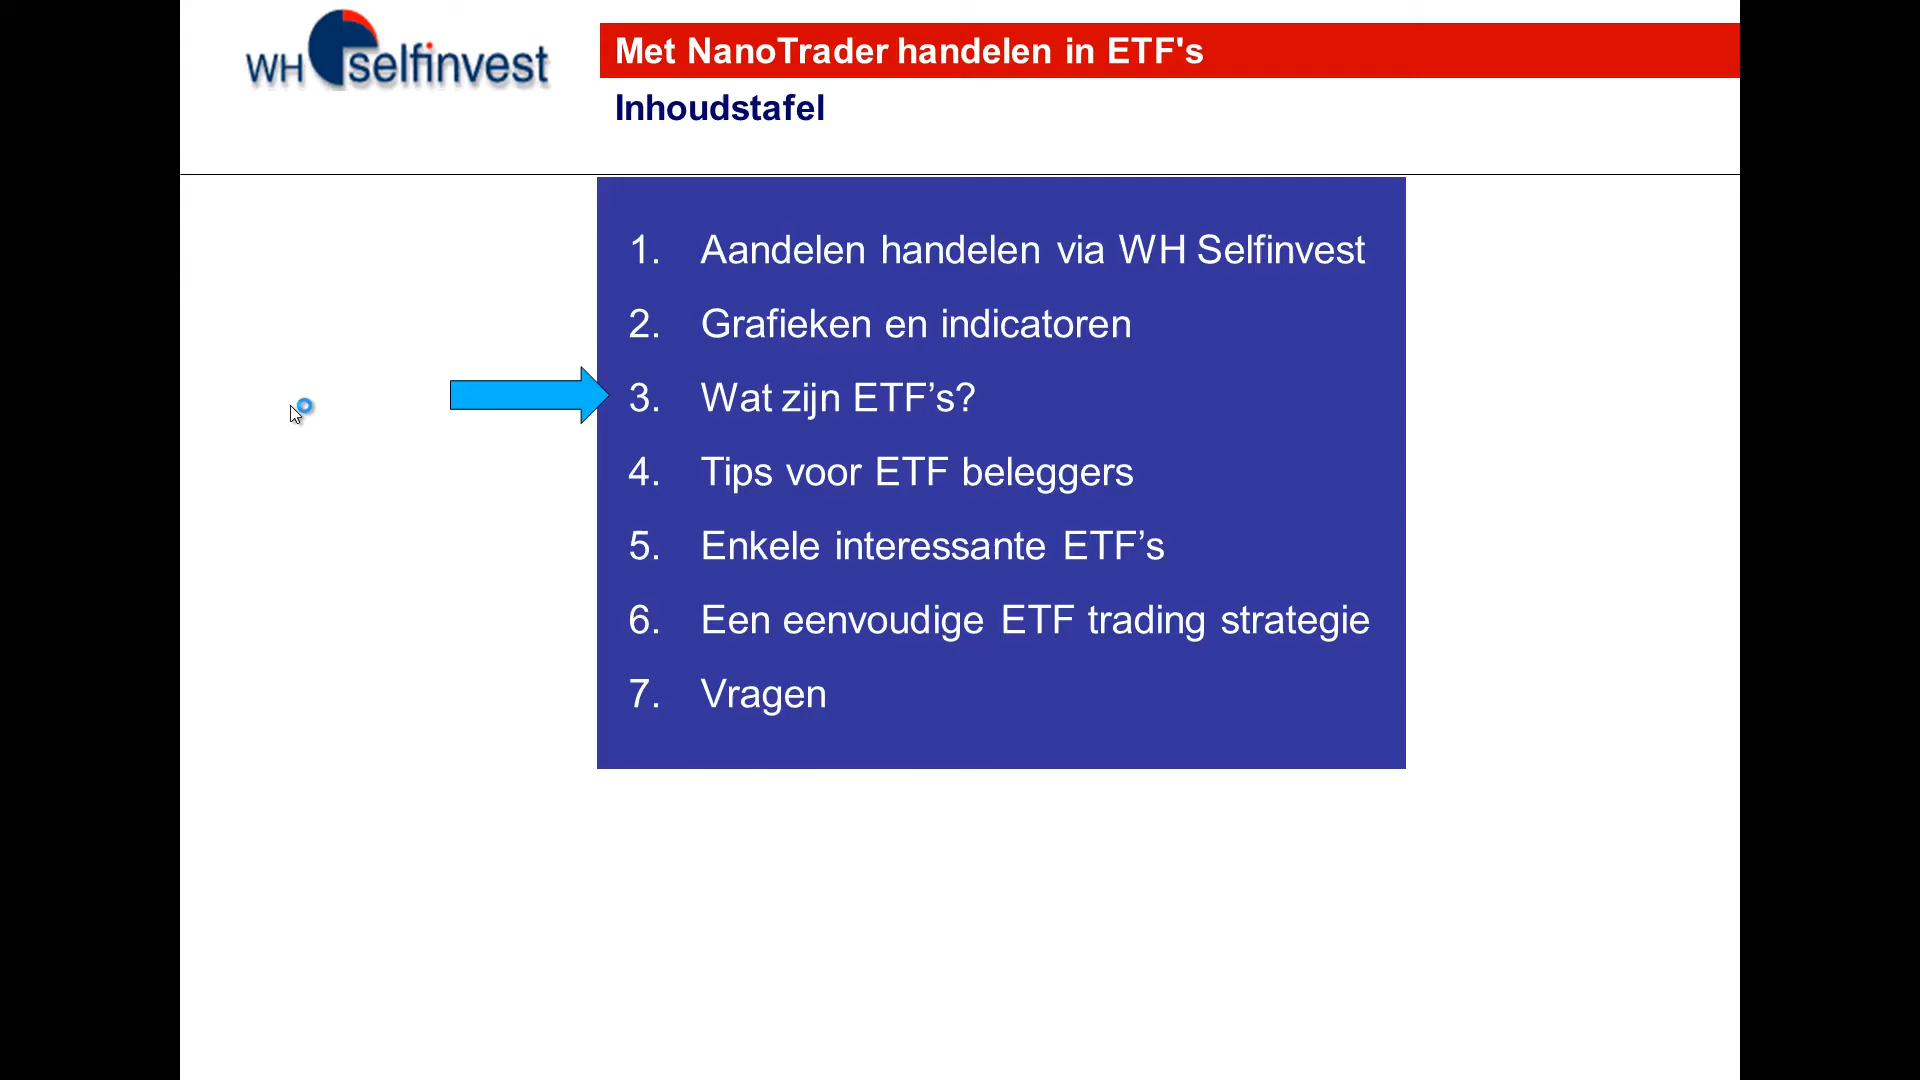 WH selfinvest
Met NanoTrader handelen in ETF's
Inhoudstafel
1. Aandelen handelen via WH Selfinvest
2. Grafieken en indicatoren
3. Wat zijn ETF’s?
4. Tips voor ETF beleggers
5. Enkele interessante ETF’s
6. Een eenvoudige ETF trading strategie
7. Vragen